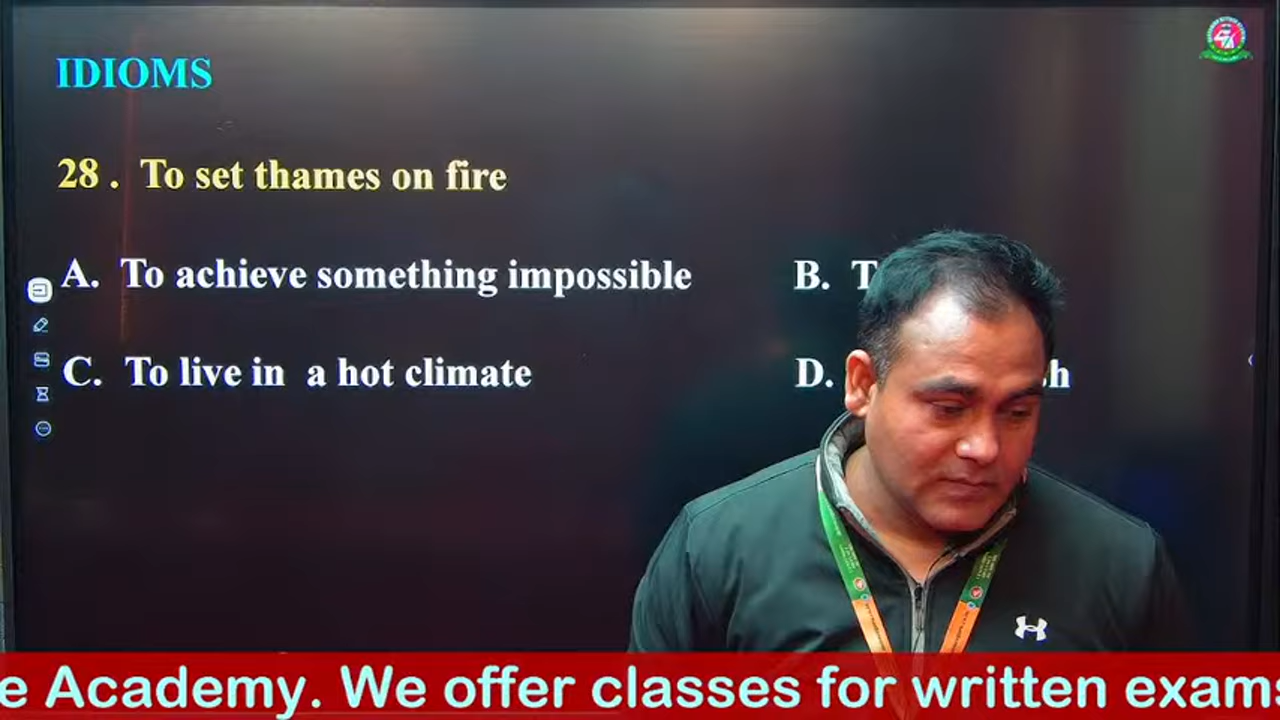 IDIOMS
28 . To set thames on fire
A. To achieve something impossible B.
C. To live in a hot climate D.
e Academy. We offer classes for written exams